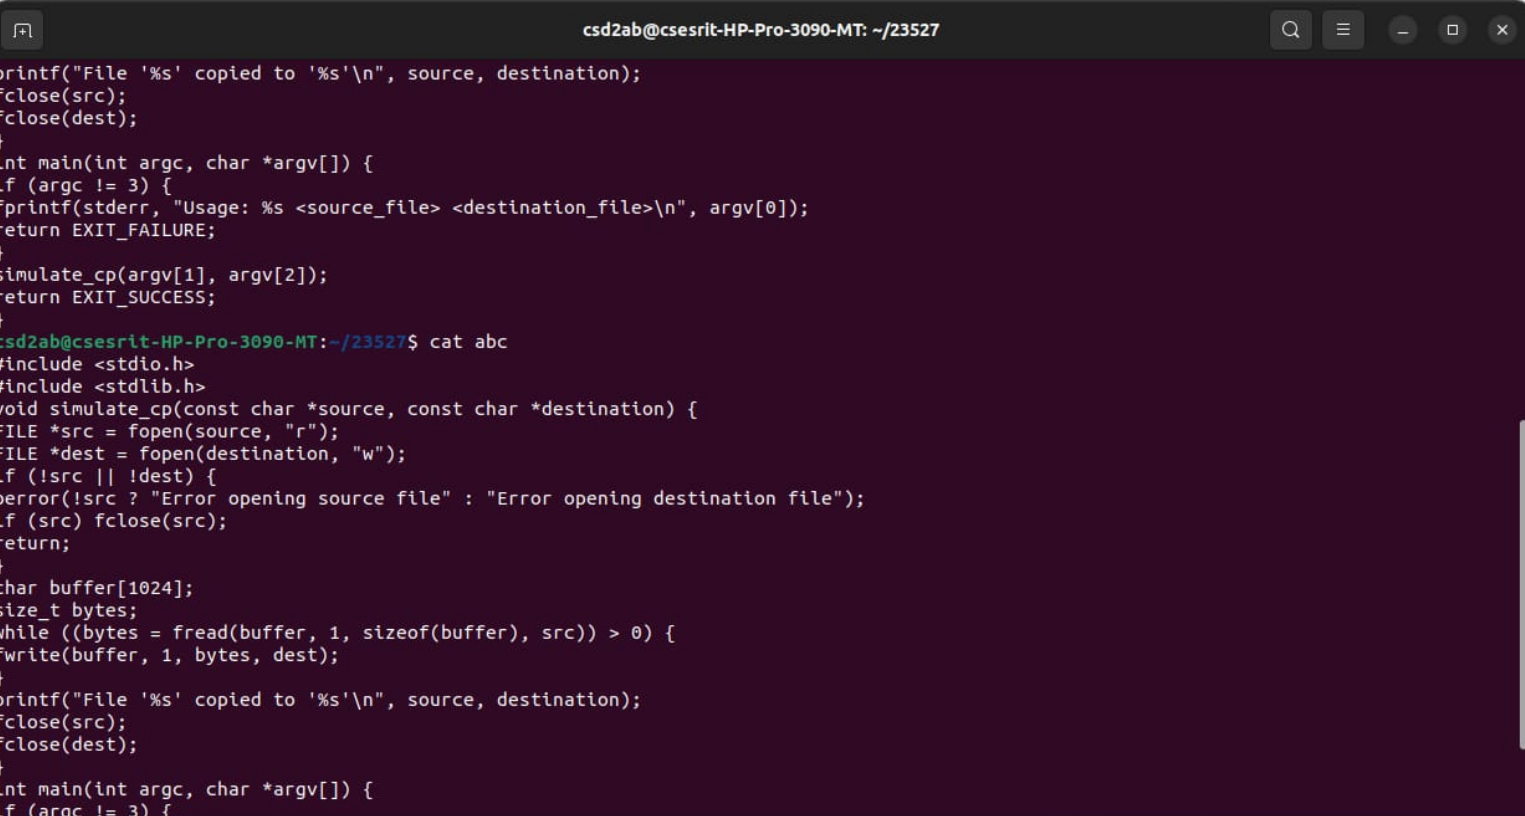 csd2ab@csesrit-HP-Pro-3090-MT: ~/23527
printf("File '%s' copied to '%s'\n", source, destination);
fclose(src);
fclose(dest);
}
int main(int argc, char *argv[]) {
if (argc != 3) {
fprintf(stderr, "Usage: %s <source_file> <destination_file>\n", argv[0]);
return EXIT_FAILURE;
}
simulate_cp(argv[1], argv[2]);
return EXIT_SUCCESS;
}
csd2ab@csesrit-HP-Pro-3090-MT:~/23527$ cat abc
#include <stdio.h>
#include <stdlib.h>
void simulate_cp(const char *source, const char *destination) {
FILE *src = fopen(source, "r");
FILE *dest = fopen(destination, "w");
if (!src || !dest) {
perror(!src ? "Error opening source file" : "Error opening destination file");
if (src) fclose(src);
return;
}
char buffer[1024];
size_t bytes;
while ((bytes = fread(buffer, 1, sizeof(buffer), src)) > 0) {
fwrite(buffer, 1, bytes, dest);
}
printf("File '%s' copied to '%s'\n", source, destination);
fclose(src);
fclose(dest);
}
int main(int argc, char *argv[]) {
if (argc != 3) {